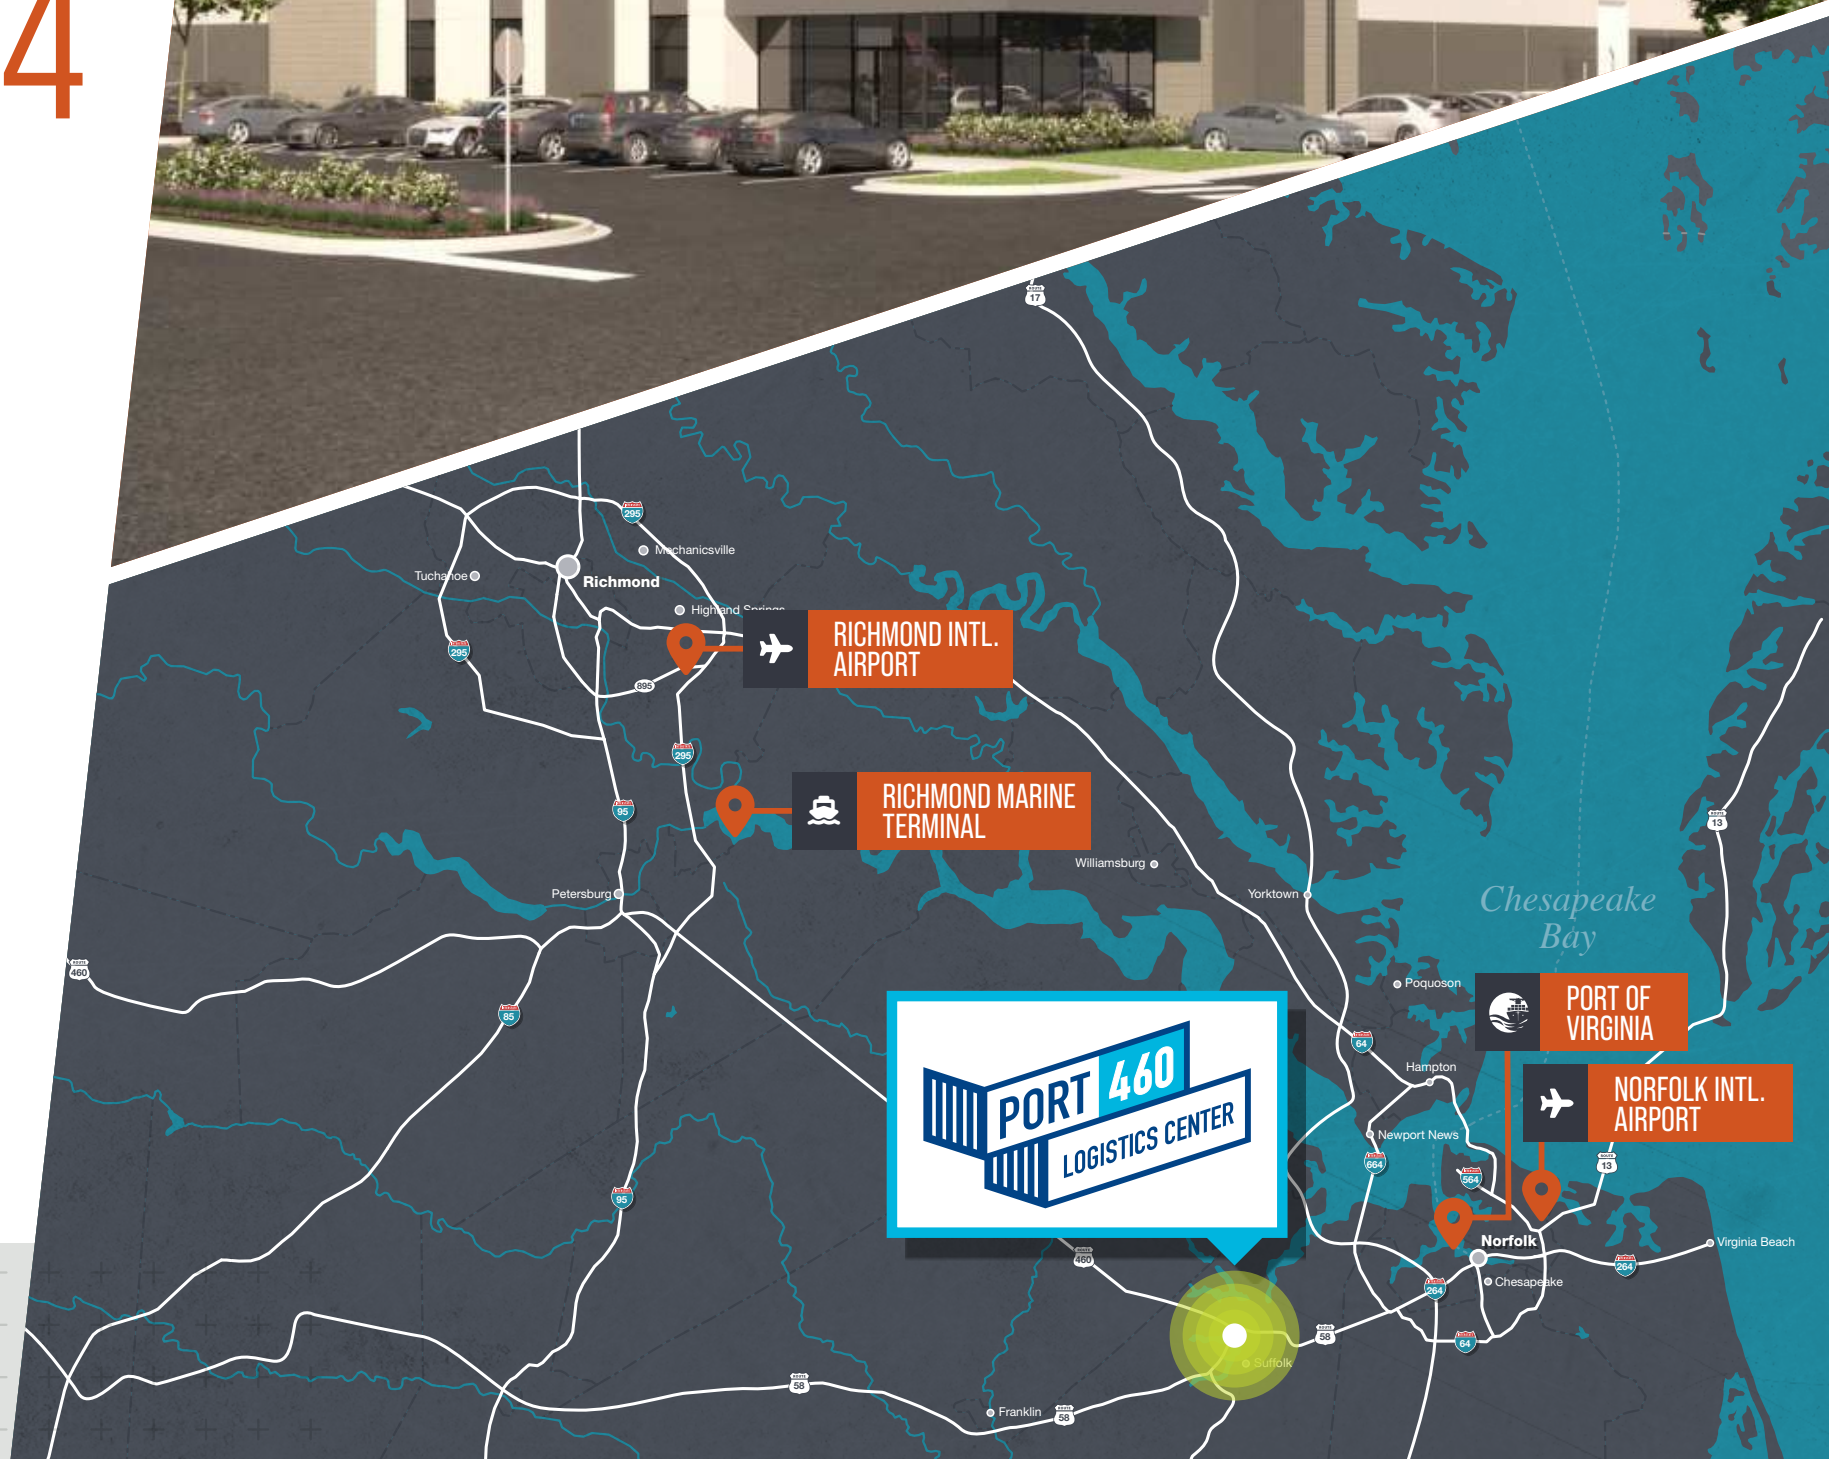 4
ROUTE
17
INTERSTATE
295
Mechanicsville
Tuchahoe
Richmond
Highland Springs
RICHMOND INTL.
AIRPORT
295
895
295
RICHMOND MARINE
TERMINAL
95
13
Williamsburg
Petersburg
Yorktown
Chesapeake
Bay
460
Poquoson
PORT OF
VIRGINIA
85
64
Hampton
NORFOLK INTL.
AIRPORT
PORT 460
LOGISTICS CENTER
Newport News
664
13
564
95
Norfolk
Virginia Beach
460
264
Chesapeake
264
58
64
Suffolk
58
Franklin
58